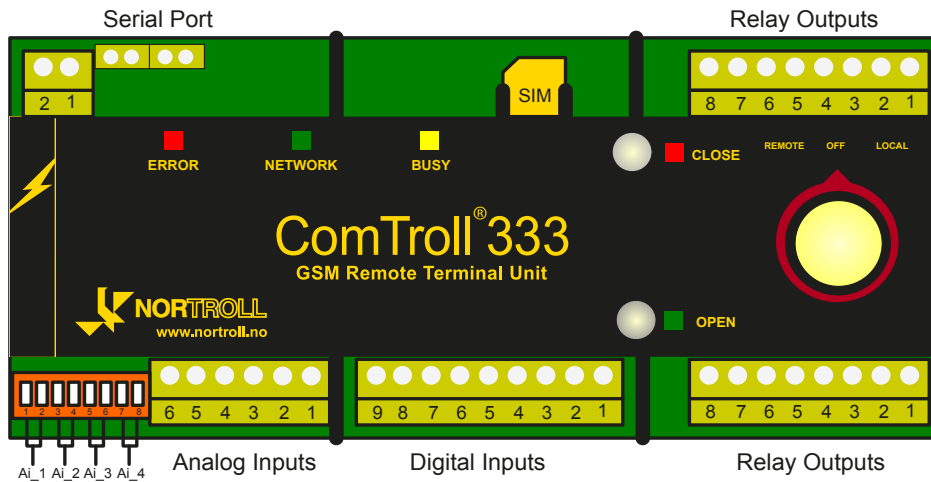 Serial Port
Relay Outputs
2 1
SIM
8 7 6 5 4 3 2 1
ERROR
NETWORK
BUSY
CLOSE
REMOTE
OFF
LOCAL
ComTroll® 333
GSM Remote Terminal Unit
NORTROLL
www.nortroll.no
OPEN
1 2 3 4 5 6 7 8
6 5 4 3 2 1
9 8 7 6 5 4 3 2 1
8 7 6 5 4 3 2 1
Ai_1 Ai_2 Ai_3 Ai_4
Analog Inputs
Digital Inputs
Relay Outputs